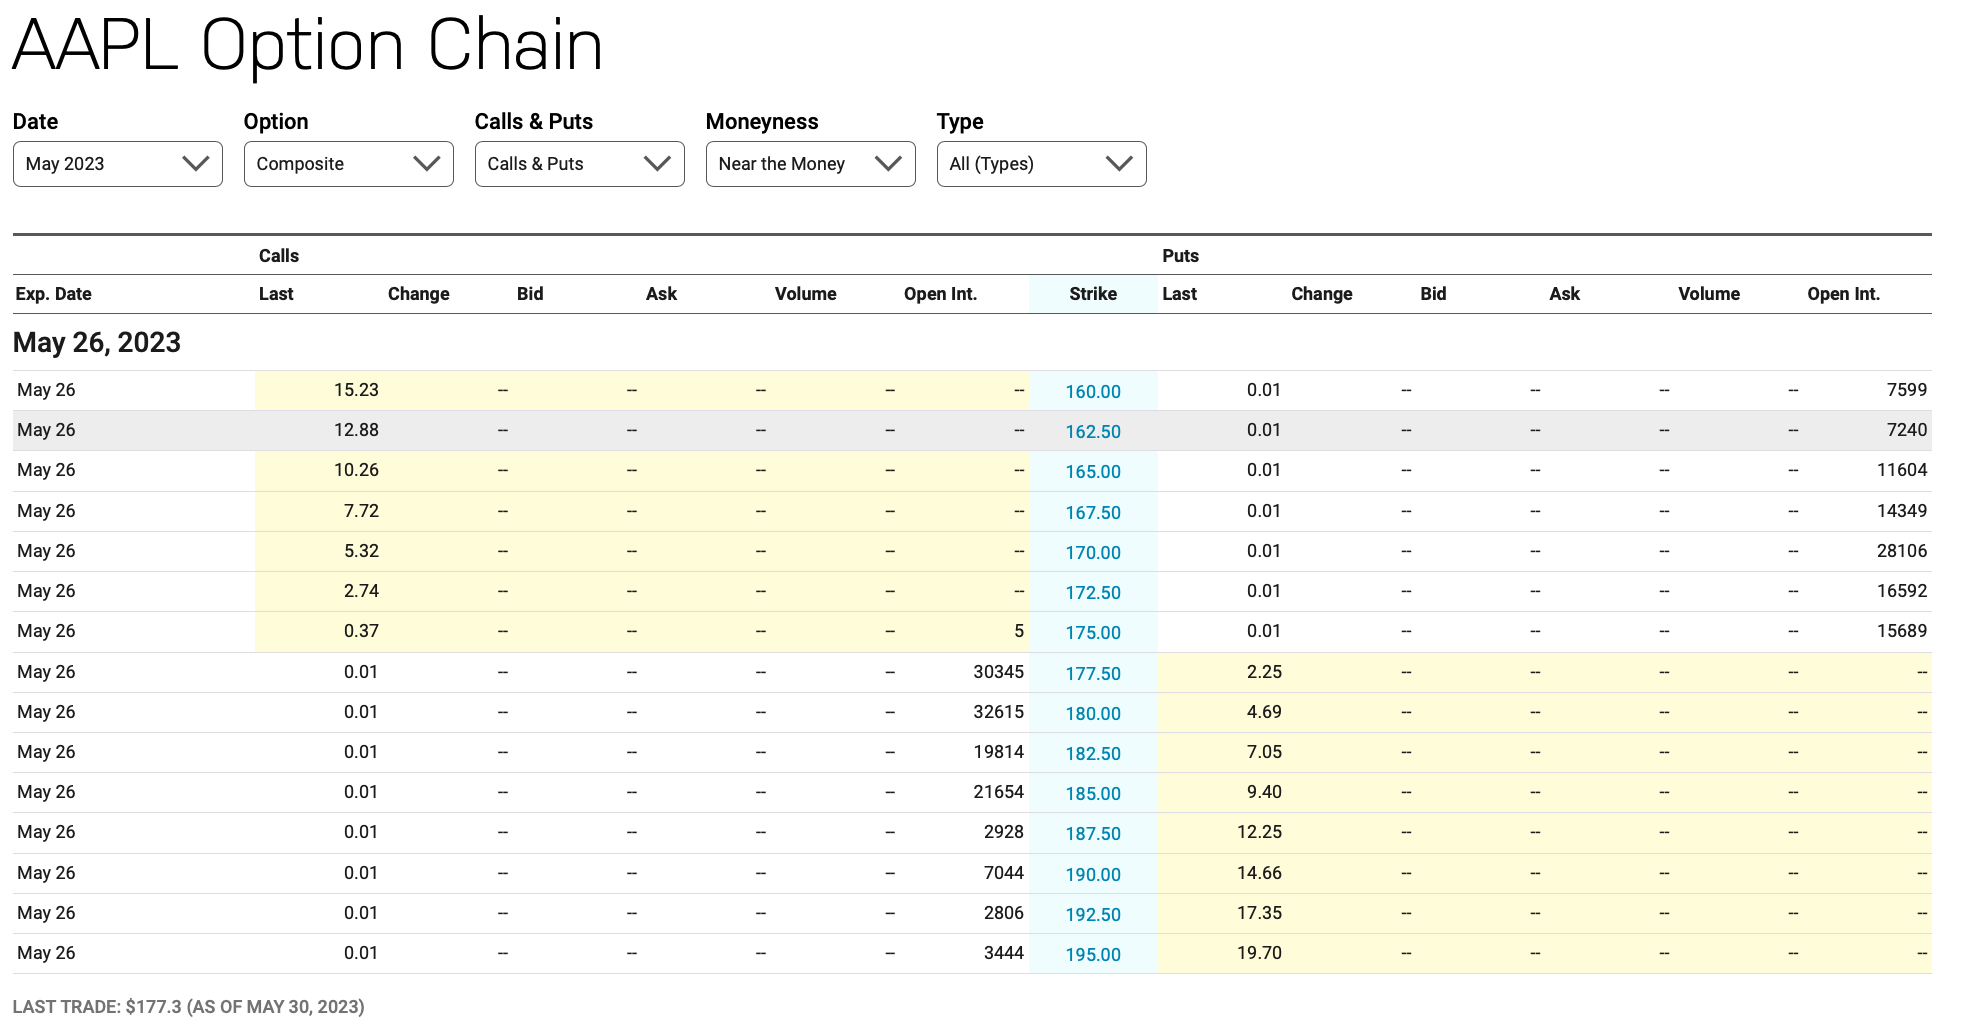 AAPL Option Chain
Date Option Calls & Puts Moneyness Type
May 2023 Composite Calls & Puts Near the Money All (Types)
Calls Puts
Exp. Date Last Change Bid Ask Volume Open Int. Strike Last Change Bid Ask Volume Open Int.
May 26, 2023
May 26 15.23 -- -- -- -- -- 160.00 0.01 -- -- -- -- 7599
May 26 12.88 -- -- -- -- -- 162.50 0.01 -- -- -- -- 7240
May 26 10.26 -- -- -- -- -- 165.00 0.01 -- -- -- -- 11604
May 26 7.72 -- -- -- -- -- 167.50 0.01 -- -- -- -- 14349
May 26 5.32 -- -- -- -- -- 170.00 0.01 -- -- -- -- 28106
May 26 2.74 -- -- -- -- -- 172.50 0.01 -- -- -- -- 16592
May 26 0.37 -- -- -- -- 5 175.00 0.01 -- -- -- -- 15689
May 26 0.01 -- -- -- -- 30345 177.50 2.25 -- -- -- -- --
May 26 0.01 -- -- -- -- 32615 180.00 4.69 -- -- -- -- --
May 26 0.01 -- -- -- -- 19814 182.50 7.05 -- -- -- -- --
May 26 0.01 -- -- -- -- 21654 185.00 9.40 -- -- -- -- --
May 26 0.01 -- -- -- -- 2928 187.50 12.25 -- -- -- -- --
May 26 0.01 -- -- -- -- 7044 190.00 14.66 -- -- -- -- --
May 26 0.01 -- -- -- -- 2806 192.50 17.35 -- -- -- -- --
May 26 0.01 -- -- -- -- 3444 195.00 19.70 -- -- -- -- --
LAST TRADE: $177.3 (AS OF MAY 30, 2023)